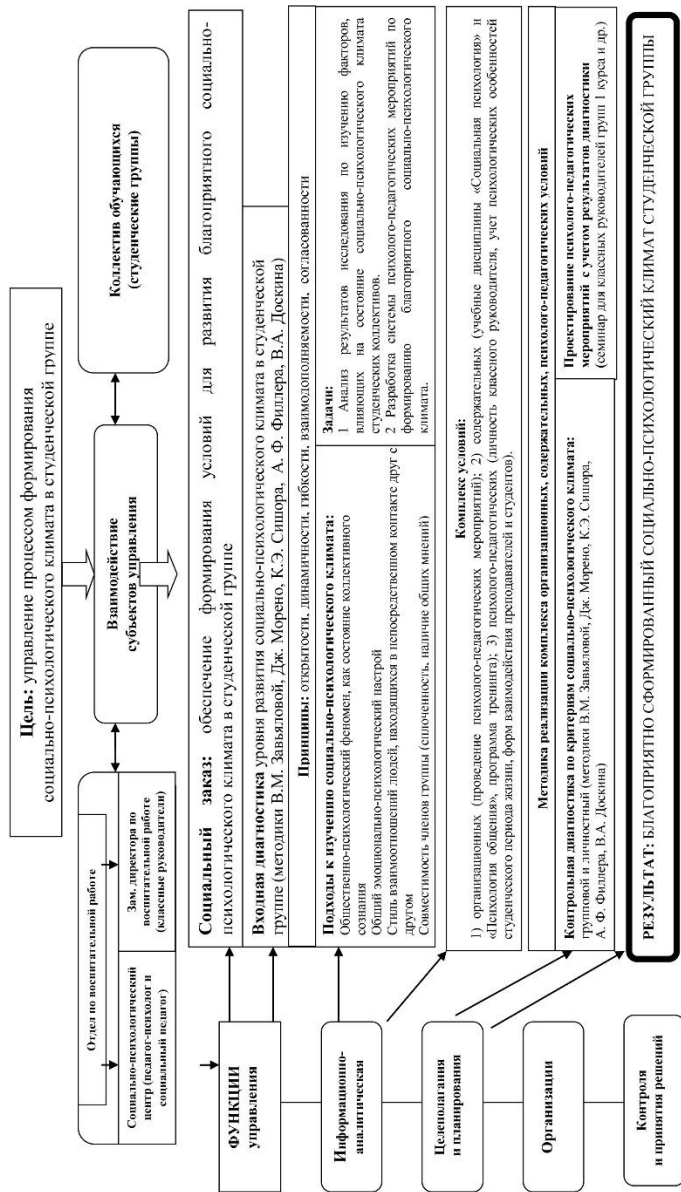 Цель: управление процессом формирования
социально-психологического климата в студенческой группе
Отдел по воспитательной работе
Социально-психологический
центр (педагог-психолог и
социальный педагог)
Зам. директора по
воспитательной работе
(классные руководители)
Взаимодействие
субъектов управления
Коллектив обучающихся
(студенческие группы)
ФУНКЦИИ
управления
Информационно-
аналитическая
Целеполагания
и планирования
Организации
Контроля
и принятия решений
Социальный заказ: обеспечение формирования условий для развития благоприятного социально-
психологического климата в студенческой группе
Входная диагностика уровня развития социально-психологического климата в студенческой
группе (методики В.М. Завьяловой, Дж. Морено, К.Э. Сишора, А. Ф. Филлера, В.А. Доскина)
Принципы: открытости, динамичности, гибкости, взаимодополняемости, согласованности
Подходы к изучению социально-психологического климата:
Общественно-психологический феномен, как состояние коллективного
сознания
Общий эмоционально-психологический настрой
Стиль взаимоотношений людей, находящихся в непосредственном контакте друг с
другом
Совместимость членов группы (сплоченность, наличие общих мнений)
Задачи:
1 Анализ результатов исследования по изучению факторов,
влияющих на состояние социально-психологического климата
студенческих коллективов.
2 Разработка системы психолого-педагогических мероприятий по
формированию благоприятного социально-психологического
климата.
Комплекс условий:
1) организационных (проведение психолого-педагогических мероприятий); 2) содержательных (учебные дисциплины «Социальная психология» и
«Психология общения», программа тренинга); 3) психолого-педагогических (личность классного руководителя, учет психологических особенностей
студенческого периода жизни, форм взаимодействия преподавателей и студентов).
Методика реализации комплекса организационных, содержательных, психолого-педагогических условий
Контрольная диагностика по критериям социально-психологического климата:
групповой и личностный (методики В.М. Завьяловой, Дж. Морено, К.Э. Сишора,
А. Ф. Филлера, В.А. Доскина)
Проектирование психолого-педагогических
мероприятий с учетом результатов диагностики
(семинар для классных руководителей групп 1 курса и др.)
РЕЗУЛЬТАТ: БЛАГОПРИЯТНО СФОРМИРОВАННЫЙ СОЦИАЛЬНО-ПСИХОЛОГИЧЕСКИЙ КЛИМАТ СТУДЕНЧЕСКОЙ ГРУППЫ